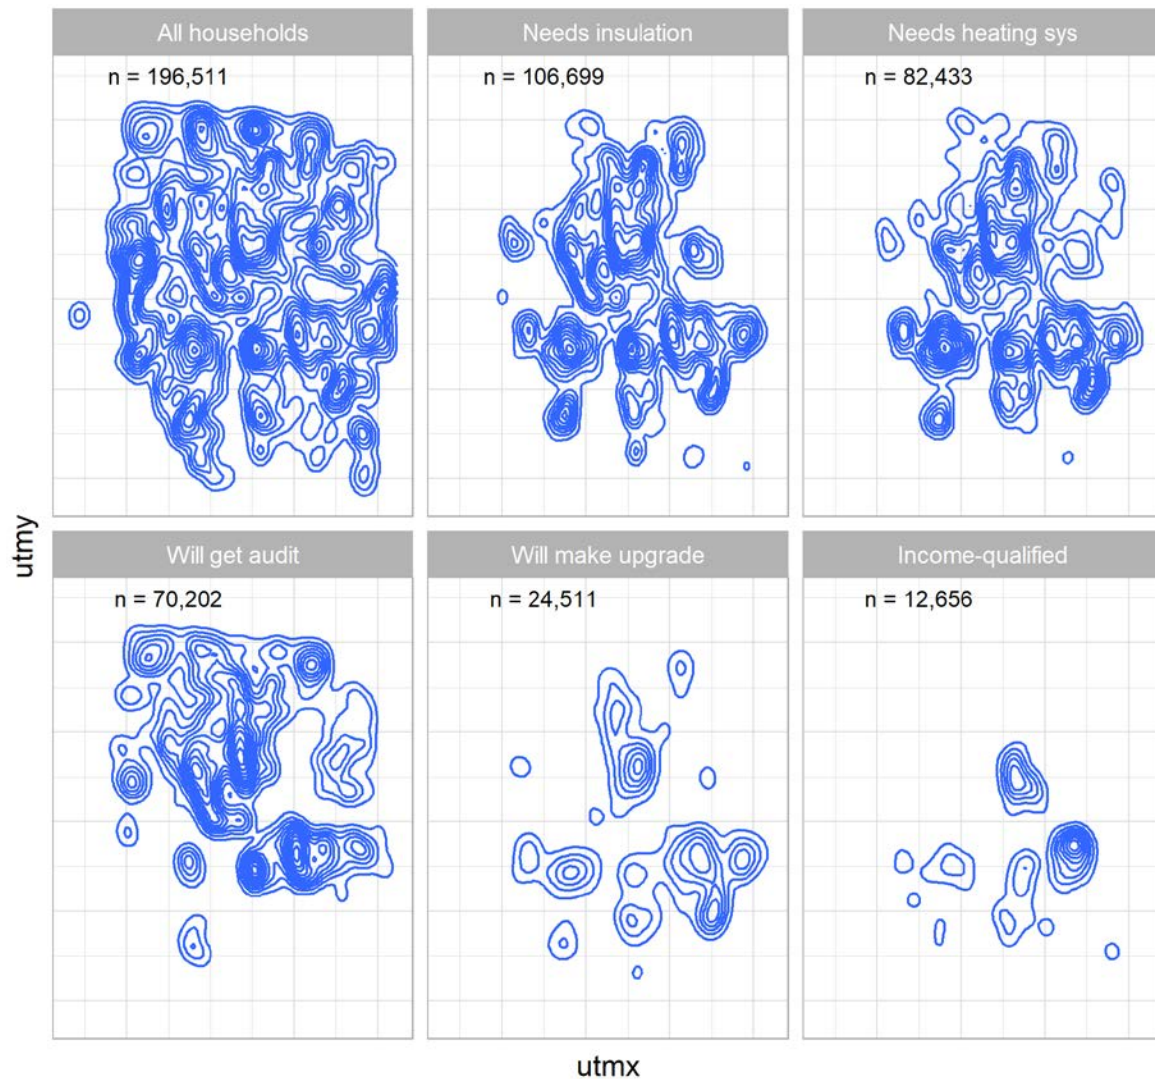 All households
n = 196,511
Needs insulation
n = 106,699
Needs heating sys
n = 82,433
Will get audit
n = 70,202
Will make upgrade
n = 24,511
Income-qualified
n = 12,656
utmy
utmx